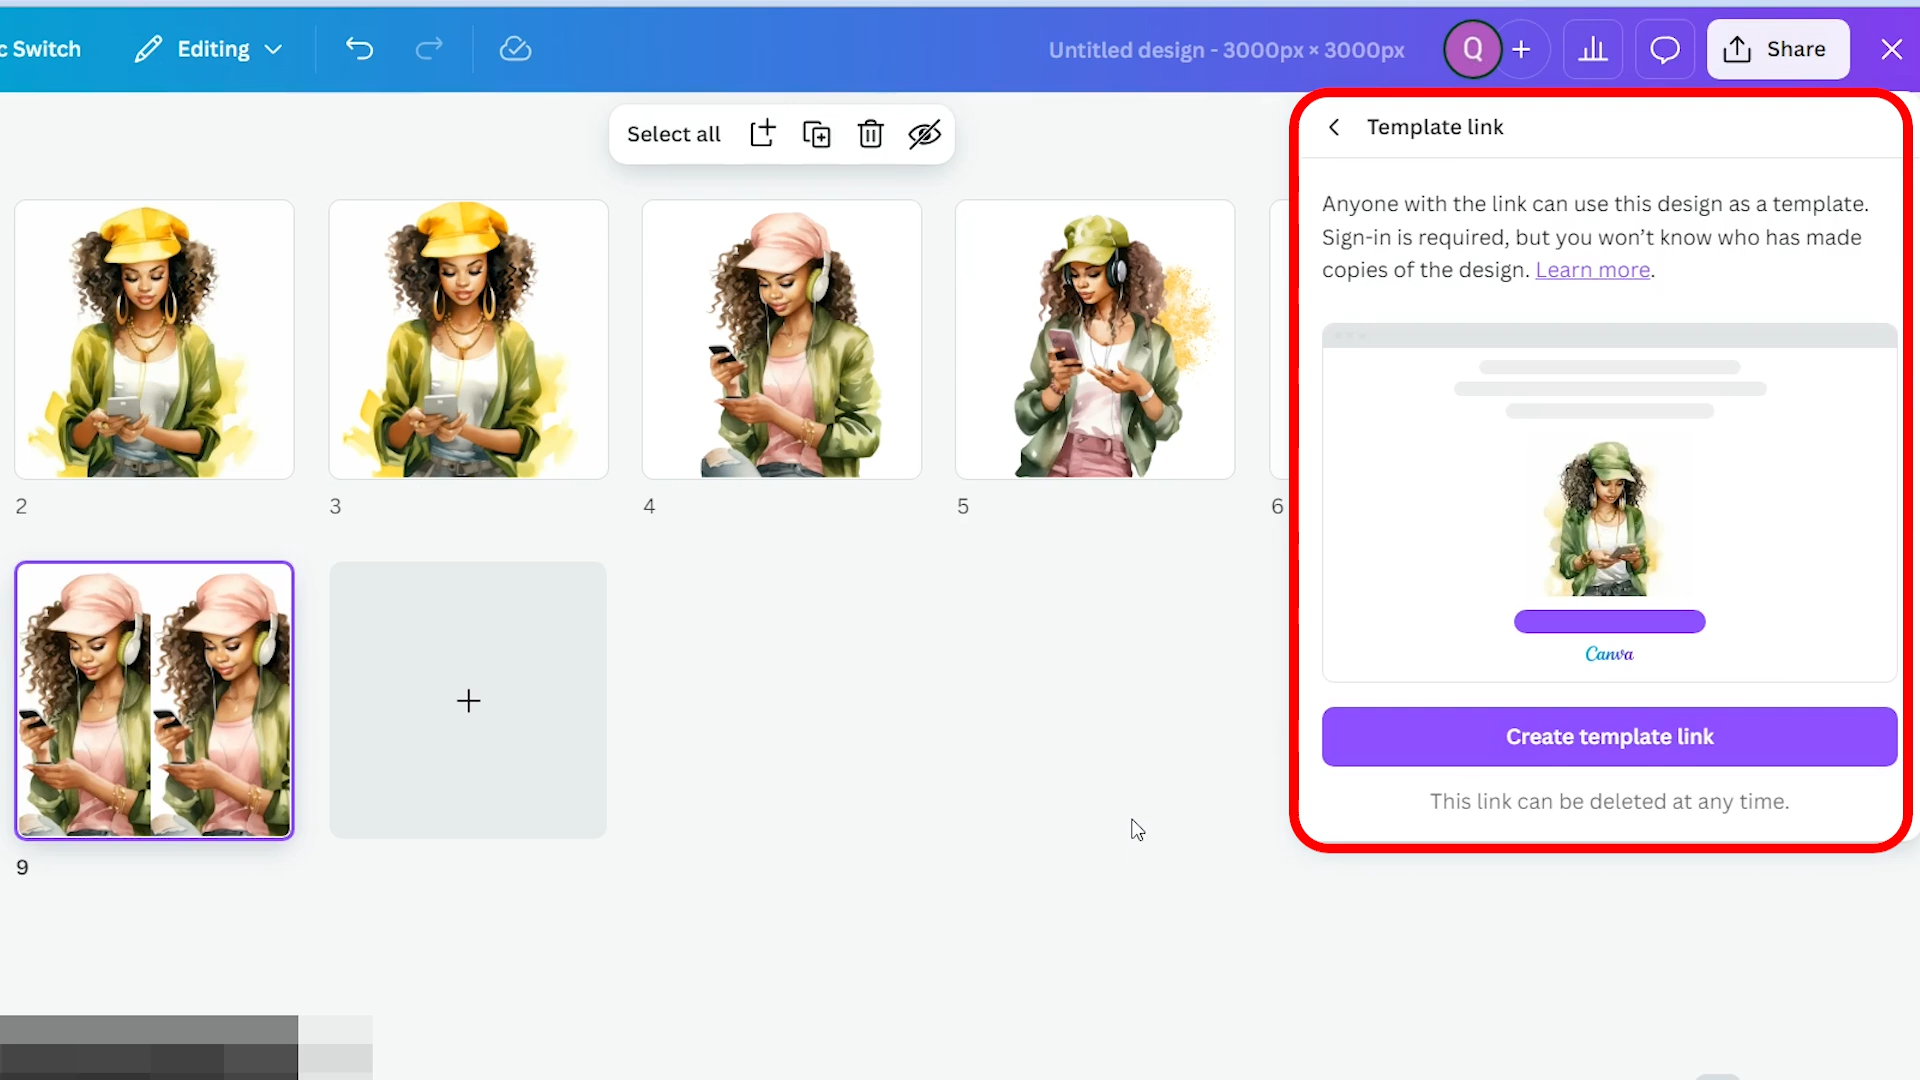 c Switch
Editing
Untitled design - 3000px × 3000px
Q
Share
Select all
Template link
Anyone with the link can use this design as a template.
Sign-in is required, but you won’t know who has made
copies of the design. Learn more.
2
3
4
5
6
Canva
Create template link
This link can be deleted at any time.
9